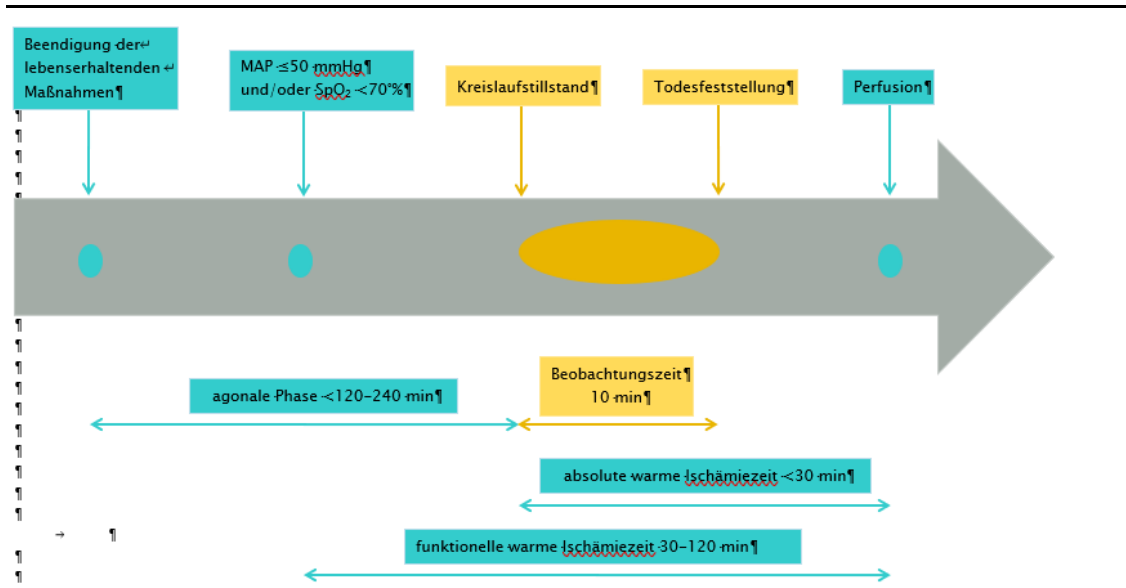 Beendigung der
lebenserhaltenden
Maßnahmen
MAP ≤50 mmHg
und/oder SpO₂ <70 %
Kreislaufstillstand
Todesfeststellung
Perfusion
agonale Phase <120–240 min
Beobachtungszeit
10 min
absolute warme Ischämiezeit <30 min
funktionelle warme Ischämiezeit 30–120 min